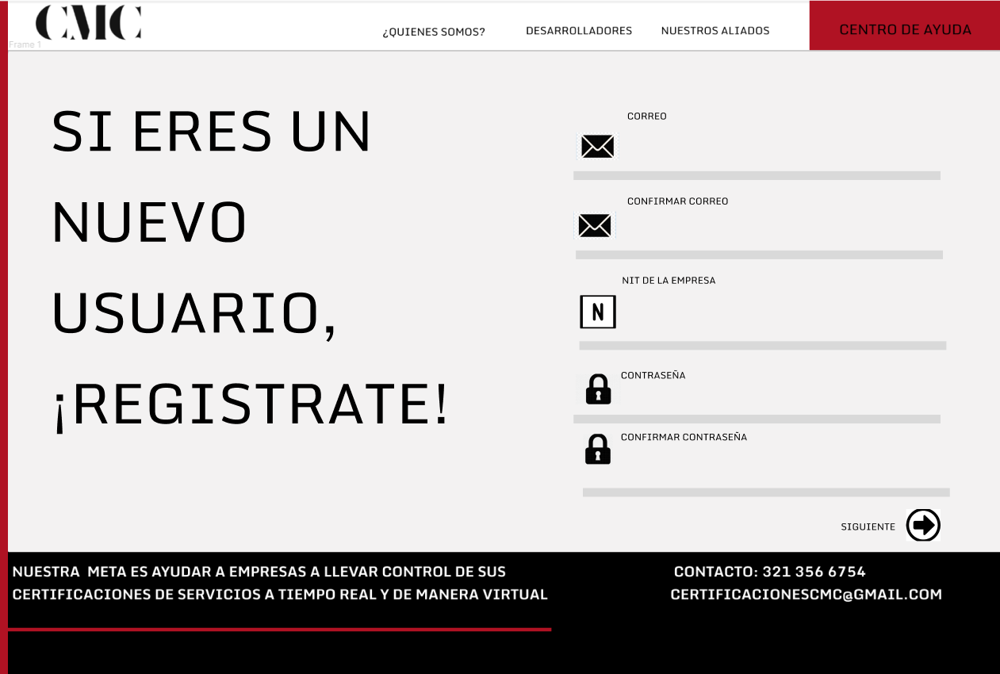 CMC
¿QUIENES SOMOS?
DESARROLLADORES
NUESTROS ALIADOS
CENTRO DE AYUDA
Frame 1
SI ERES UN
NUEVO
USUARIO,
¡REGISTRATE!
CORREO
CONFIRMAR CORREO
NIT DE LA EMPRESA
N
CONTRASEÑA
CONFIRMAR CONTRASEÑA
SIGUIENTE
NUESTRA  META ES AYUDAR A EMPRESAS A LLEVAR CONTROL DE SUS
CERTIFICACIONES DE SERVICIOS A TIEMPO REAL Y DE MANERA VIRTUAL
CONTACTO: 321 356 6754
CERTIFICACIONESCMC@GMAIL.COM